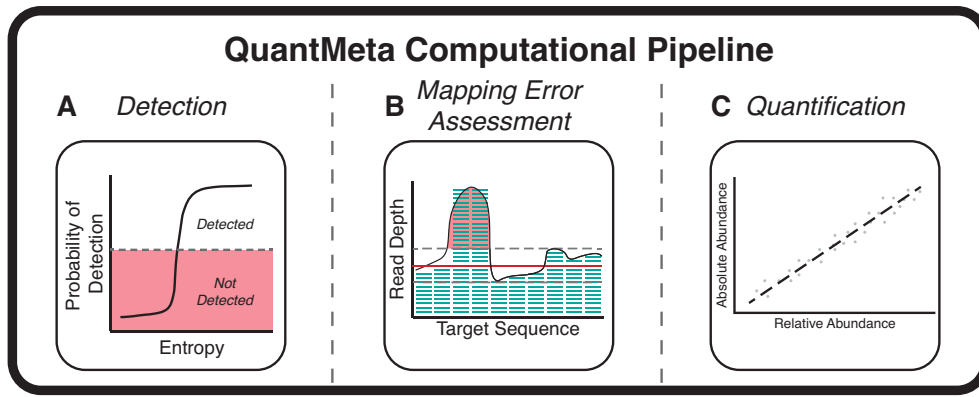 QuantMeta Computational Pipeline
A Detection
Probability of
Detection
Detected
Not
Detected
Entropy
B Mapping Error
Assessment
Read Depth
Target Sequence
C Quantification
Absolute Abundance
Relative Abundance